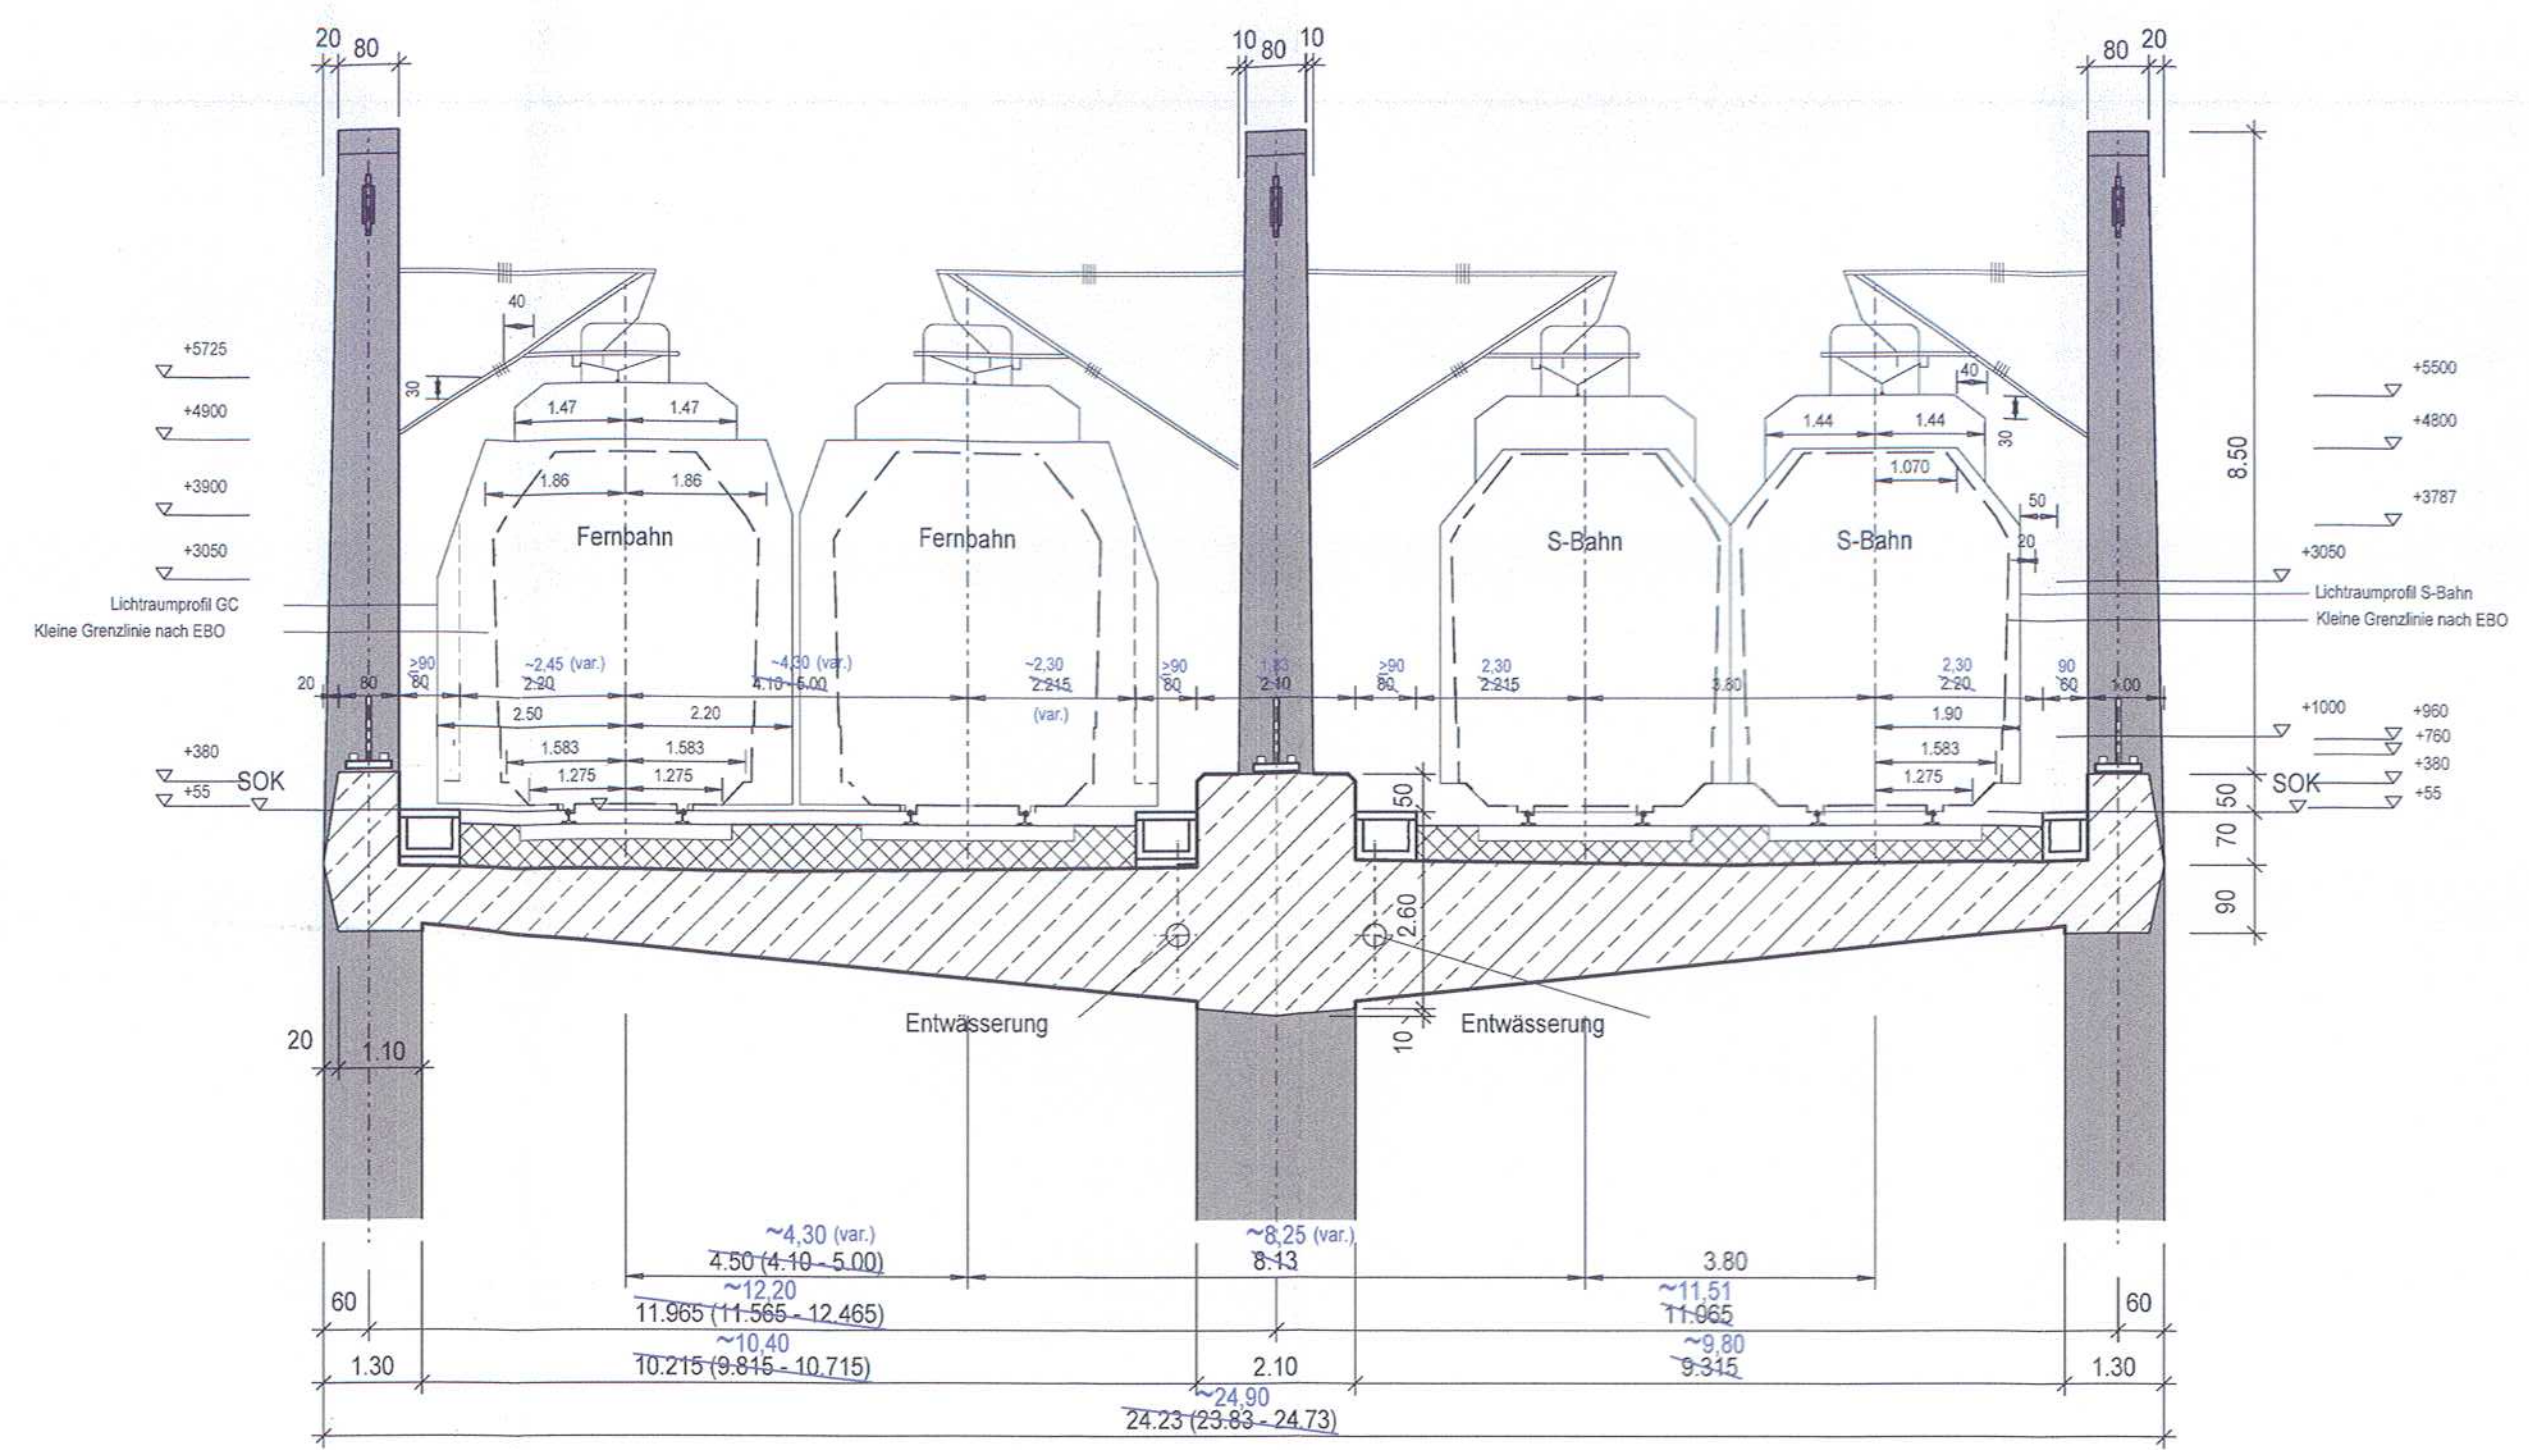 20 80
10 80 10
80 20
40
+5725
+5500
30
40
+4900
1.47 1.47
1.44 1.44
+4800
30
8.50
1.86 1.86
1.070
+3900
50
+3787
Fernbahn
Fernbahn
S-Bahn
S-Bahn
20
+3050
+3050
Lichtraumprofil GC
Lichtraumprofil S-Bahn
Kleine Grenzlinie nach EBO
Kleine Grenzlinie nach EBO
≥90 ~2,45 (var.) ~4,30 (var.) ~2,30 ≥90 ≥90 2,30 2,30 90
20 80 80 2.20 4.10-5.00 2.215 80 2.10 80 2.215 3.80 2.20 60 1.00
(var.)
2.50 2.20
1.90
+1000
+960
+760
1.583 1.583
1.583
+380
+380
1.275 1.275
1.275
SOK
SOK
+55
+55
50
50
70
90
2.60
10
Entwässerung
Entwässerung
20 1.10
~4,30 (var.)
~8,25 (var.)
4.50 (4.10 - 5.00)
8.13
3.80
~12,20
~11,51
60
11.965 (11.565 - 12.465)
11.065
60
~10,40
~9,80
1.30
10.215 (9.815 - 10.715)
2.10
9.315
1.30
~24,90
24.23 (23.83 - 24.73)